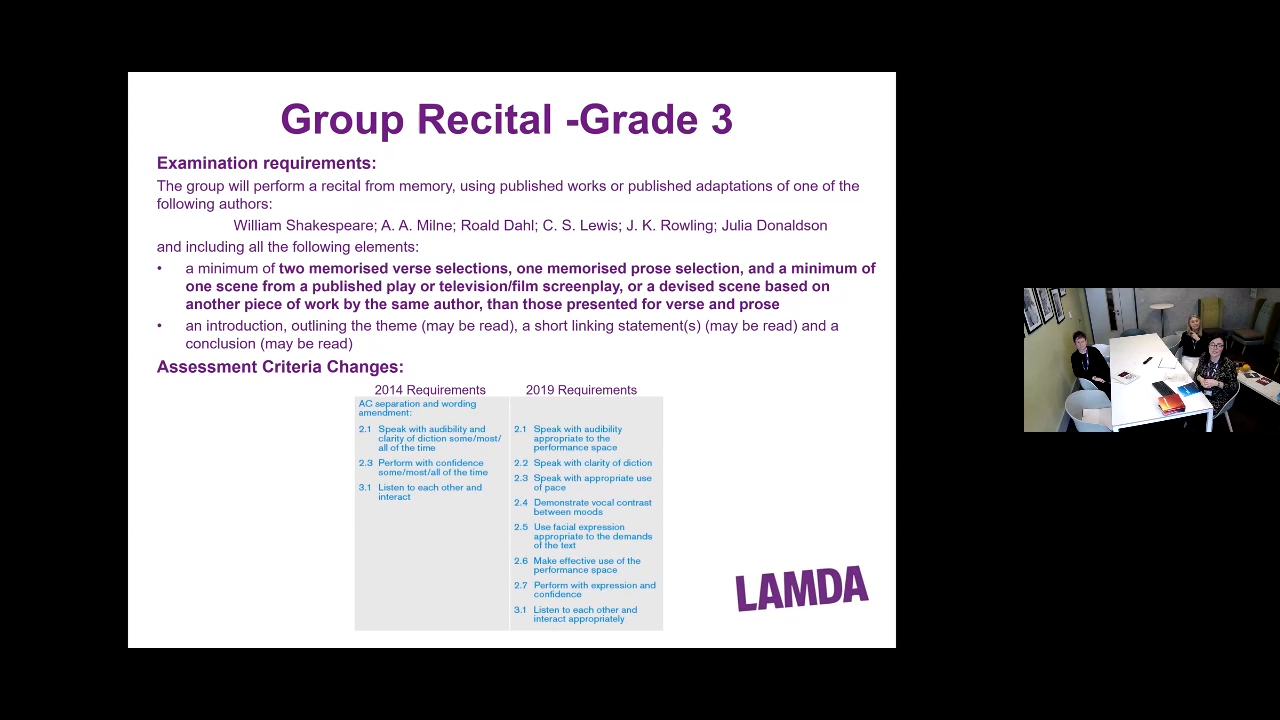 Group Recital -Grade 3
Examination requirements:
The group will perform a recital from memory, using published works or published adaptations of one of the
following authors:
William Shakespeare; A. A. Milne; Roald Dahl; C. S. Lewis; J. K. Rowling; Julia Donaldson
and including all the following elements:
• a minimum of two memorised verse selections, one memorised prose selection, and a minimum of
one scene from a published play or television/film screenplay, or a devised scene based on
another piece of work by the same author, than those presented for verse and prose
• an introduction, outlining the theme (may be read), a short linking statement(s) (may be read) and a
conclusion (may be read)
Assessment Criteria Changes:
2014 Requirements
AC separation and wording
amendment:
2.1 Speak with audibility and
clarity of diction some/most/
all of the time
2.3 Perform with confidence
some/most/all of the time
3.1 Listen to each other and
interact
2019 Requirements
2.1 Speak with audibility
appropriate to the
performance space
2.2 Speak with clarity of diction
2.3 Speak with appropriate use
of pace
2.4 Demonstrate vocal contrast
between moods
2.5 Use facial expression
appropriate to the demands
of the text
2.6 Make effective use of the
performance space
2.7 Perform with expression and
confidence
3.1 Listen to each other and
interact appropriately
LAMDA